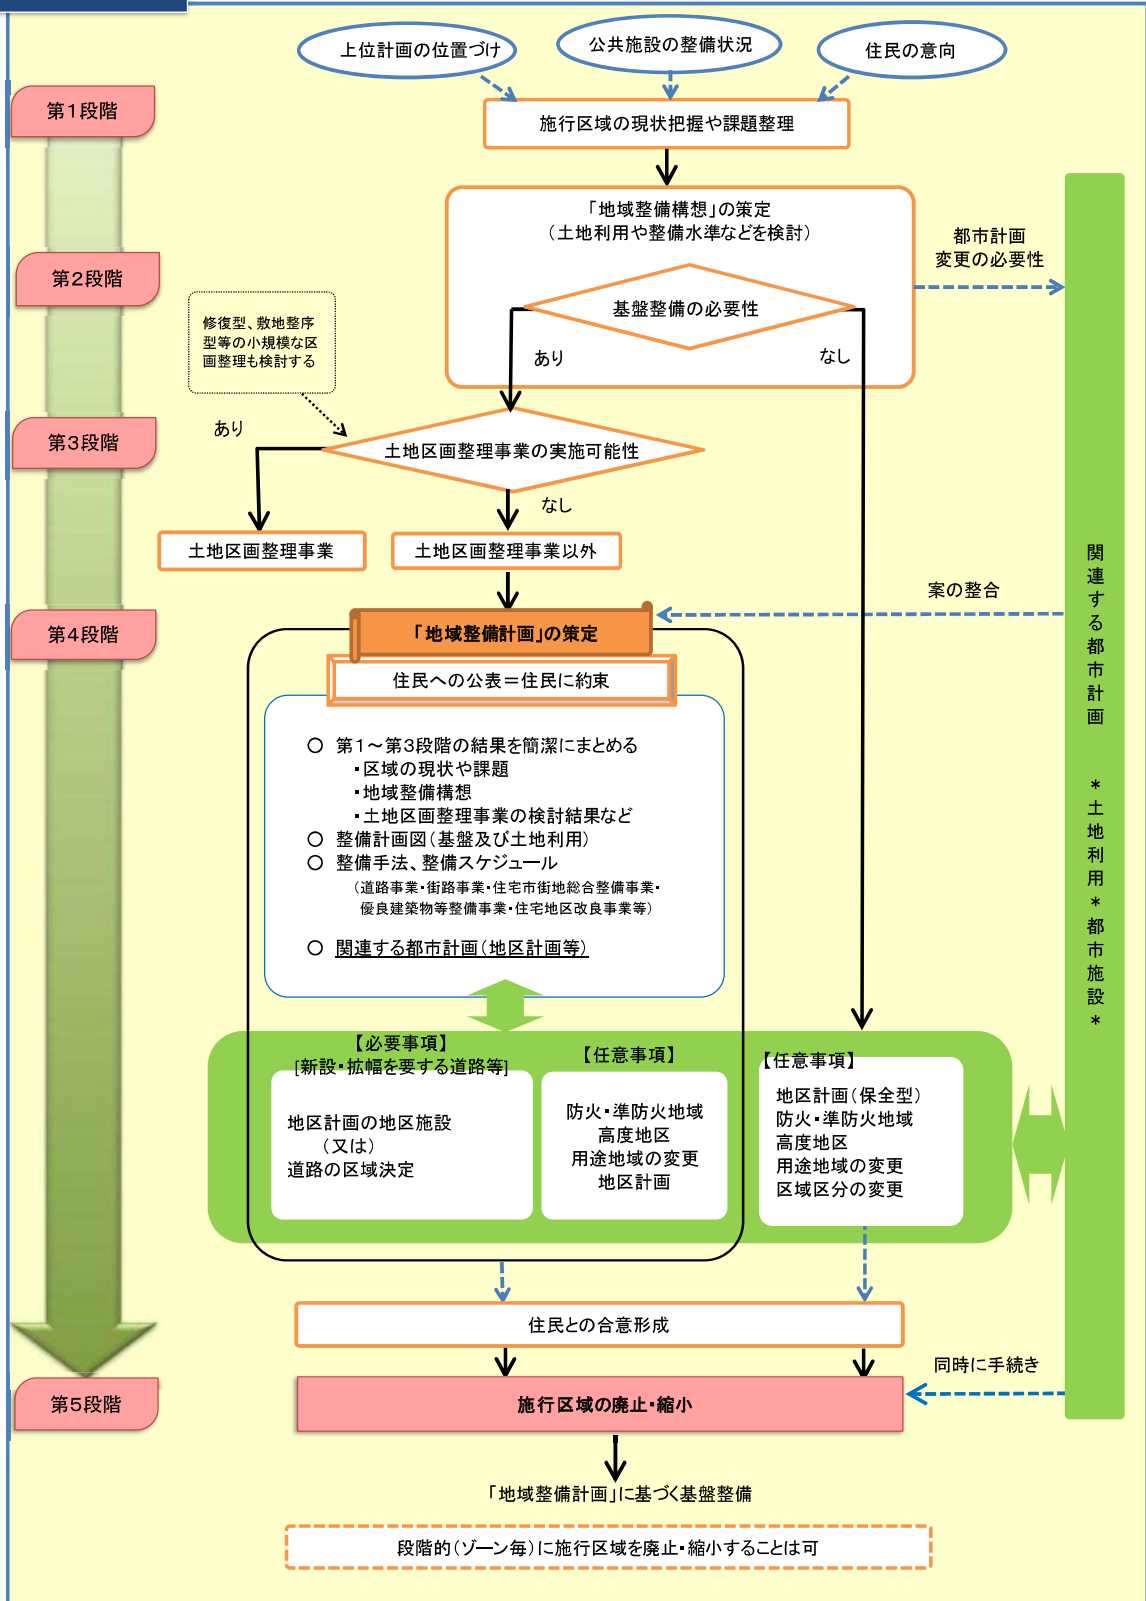 上位計画の位置づけ
公共施設の整備状況
住民の意向
第1段階
施行区域の現状把握や課題整理
「地域整備構想」の策定
(土地利用や整備水準などを検討)
都市計画
変更の必要性
第2段階
基盤整備の必要性
修復型、敷地整序
型等の小規模な区
画整理も検討する
あり
なし
第3段階
あり
土地区画整理事業の実施可能性
なし
土地区画整理事業
土地区画整理事業以外
関連する都市計画 *土地利用*都市施設*
案の整合
第4段階
「地域整備計画」の策定
住民への公表=住民に約束
○ 第1~第3段階の結果を簡潔にまとめる
・区域の現状や課題
・地域整備構想
・土地区画整理事業の検討結果など
○ 整備計画図(基盤及び土地利用)
○ 整備手法、整備スケジュール
(道路事業・街路事業・住宅市街地総合整備事業・
優良建築物等整備事業・住宅地区改良事業等)
○ 関連する都市計画(地区計画等)
【必要事項】
[新設・拡幅を要する道路等]
地区計画の地区施設
(又は)
道路の区域決定
【任意事項】
防火・準防火地域
高度地区
用途地域の変更
地区計画
【任意事項】
地区計画(保全型)
防火・準防火地域
高度地区
用途地域の変更
区域区分の変更
住民との合意形成
同時に手続き
第5段階
施行区域の廃止・縮小
「地域整備計画」に基づく基盤整備
段階的(ゾーン毎)に施行区域を廃止・縮小することは可